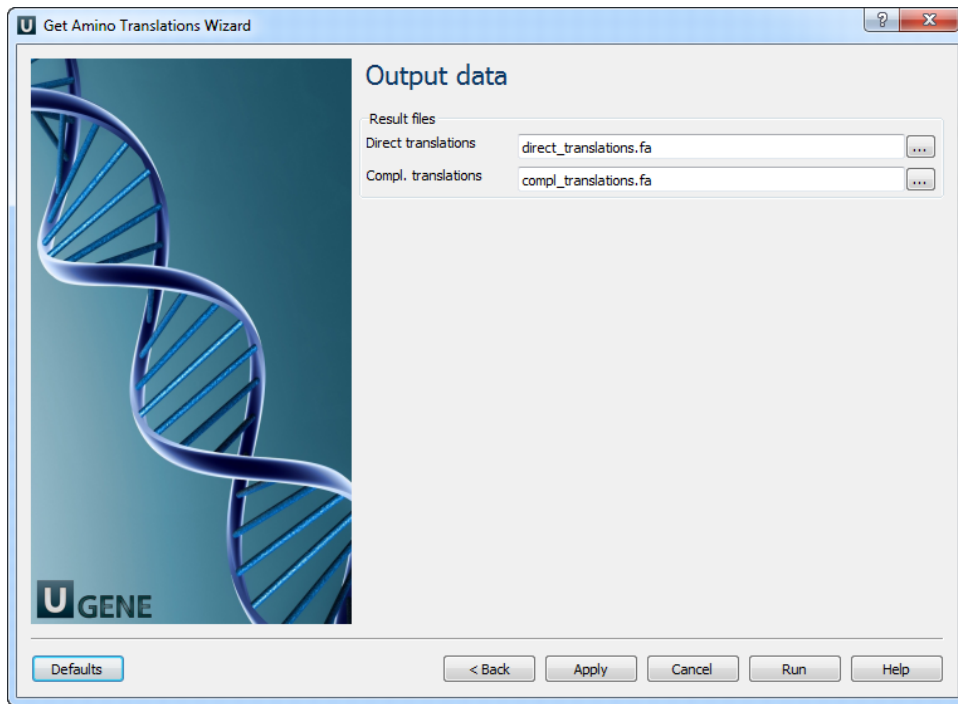 U Get Amino Translations Wizard
Output data
Result files
Direct translations direct_translations.fa ...
Compl. translations compl_translations.fa ...
U GENE
Defaults < Back Apply Cancel Run Help